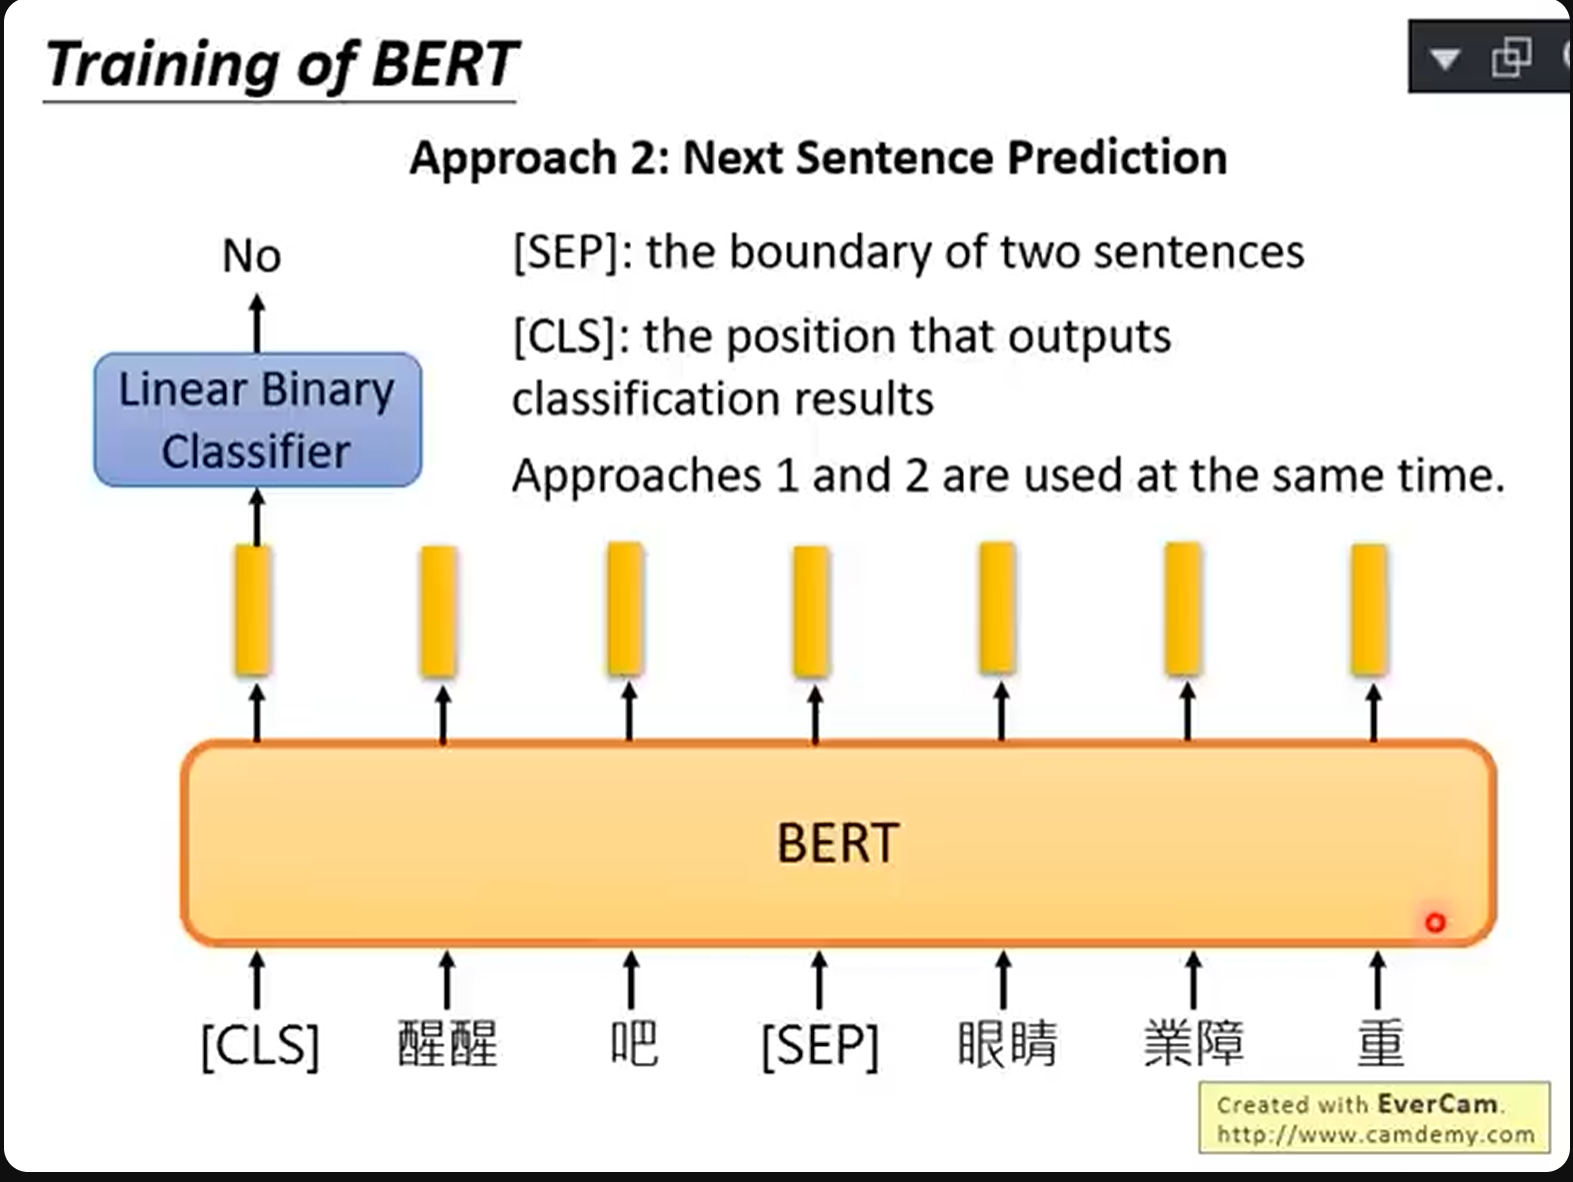 Training of BERT
Approach 2: Next Sentence Prediction
No
[SEP]: the boundary of two sentences
[CLS]: the position that outputs
classification results
Linear Binary
Classifier
Approaches 1 and 2 are used at the same time.
BERT
[CLS] 醒醒 吧 [SEP] 眼睛 業障 重
Created with EverCam.
http://www.camdemy.com